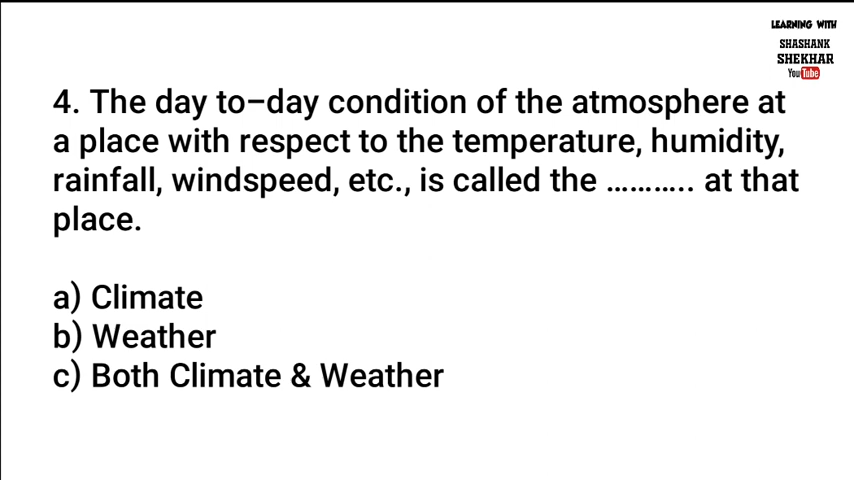 LEARNING WITH
SHASHANK
SHEKHAR
YouTube
4. The day to–day condition of the atmosphere at
a place with respect to the temperature, humidity,
rainfall, windspeed, etc., is called the ……….. at that
place.
a) Climate
b) Weather
c) Both Climate & Weather